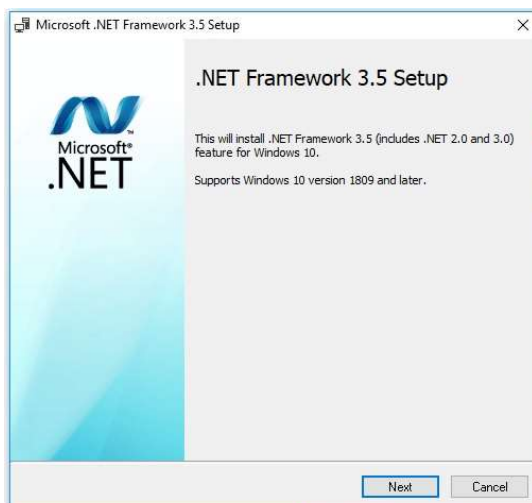 Microsoft .NET Framework 3.5 Setup
.NET Framework 3.5 Setup
Microsoft®
.NET
This will install .NET Framework 3.5 (includes .NET 2.0 and 3.0)
feature for Windows 10.
Supports Windows 10 version 1809 and later.
Next
Cancel